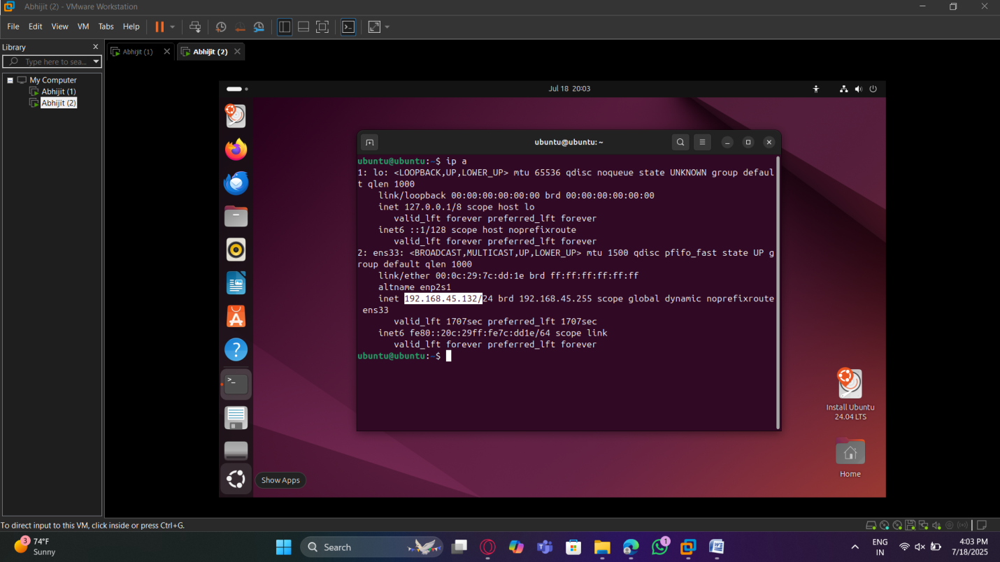 Abhijit (2) - VMware Workstation
File Edit View VM Tabs Help
Library
Type here to sea...
My Computer
Abhijit (1)
Abhijit (2)
Abhijit (1)
Abhijit (2)
Jul 18 20:03
ubuntu@ubuntu: ~
ubuntu@ubuntu:~$ ip a
1: lo: <LOOPBACK,UP,LOWER_UP> mtu 65536 qdisc noqueue state UNKNOWN group defaul
t qlen 1000
link/loopback 00:00:00:00:00:00 brd 00:00:00:00:00:00
inet 127.0.0.1/8 scope host lo
valid_lft forever preferred_lft forever
inet6 ::1/128 scope host noprefixroute
valid_lft forever preferred_lft forever
2: ens33: <BROADCAST,MULTICAST,UP,LOWER_UP> mtu 1500 qdisc pfifo_fast state UP g
roup default qlen 1000
link/ether 00:0c:29:7c:dd:1e brd ff:ff:ff:ff:ff:ff
altname enp2s1
inet 192.168.45.132/24 brd 192.168.45.255 scope global dynamic noprefixroute
ens33
valid_lft 1707sec preferred_lft 1707sec
inet6 fe80::20c:29ff:fe7c:dd1e/64 scope link
valid_lft forever preferred_lft forever
ubuntu@ubuntu:~$
Install Ubuntu
24.04 LTS
Home
Show Apps
To direct input to this VM, click inside or press Ctrl+G.
3
74°F
Sunny
Search
1
ENG
IN
4:03 PM
7/18/2025